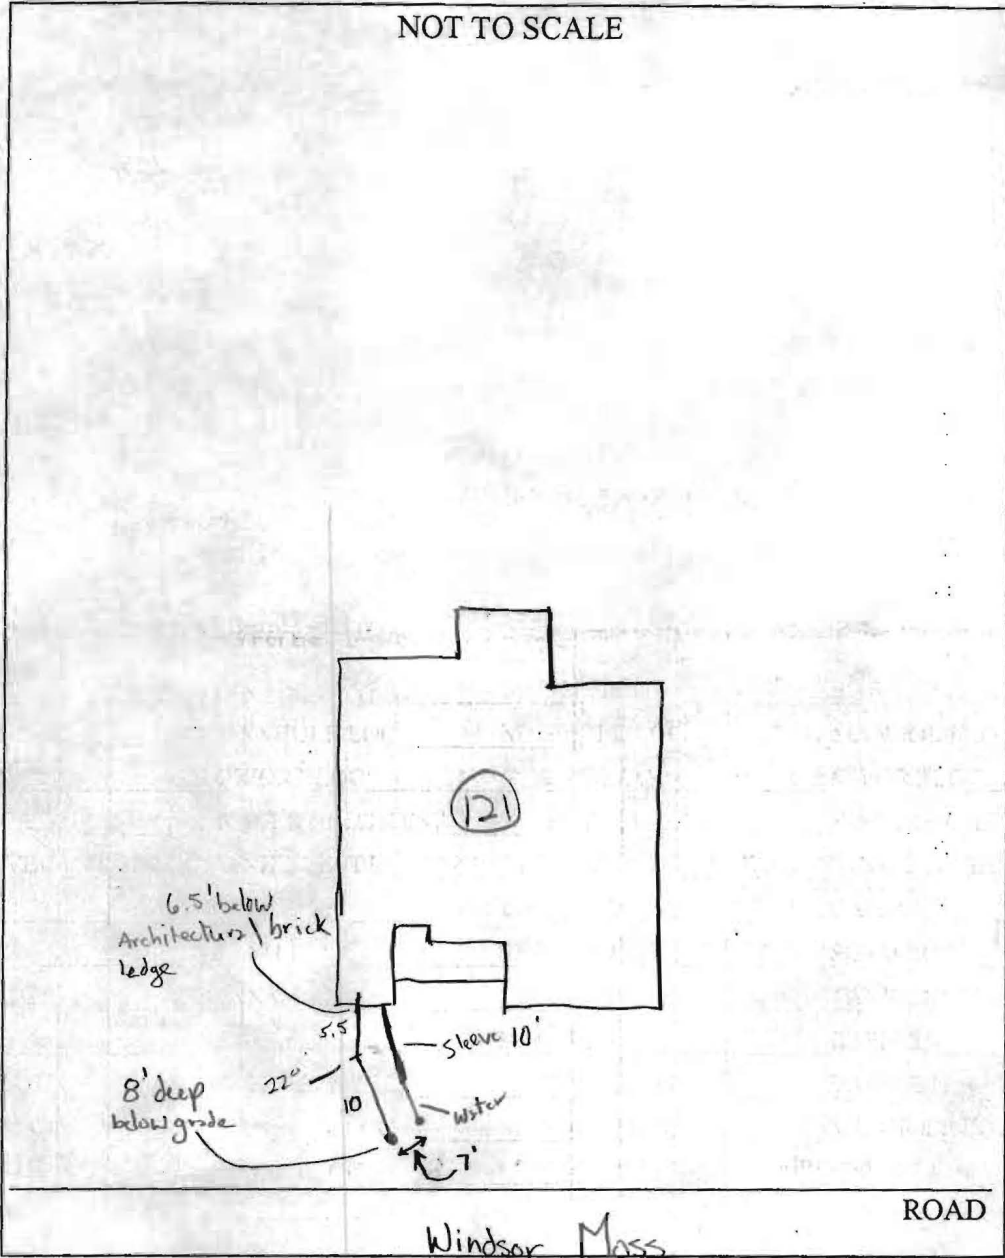 NOT TO SCALE
121
6.5' below
Architectural brick
ledge
5.5
Sleeve 10'
22°
8' deep
below grade
10
Water
7'
ROAD
Windsor Moss